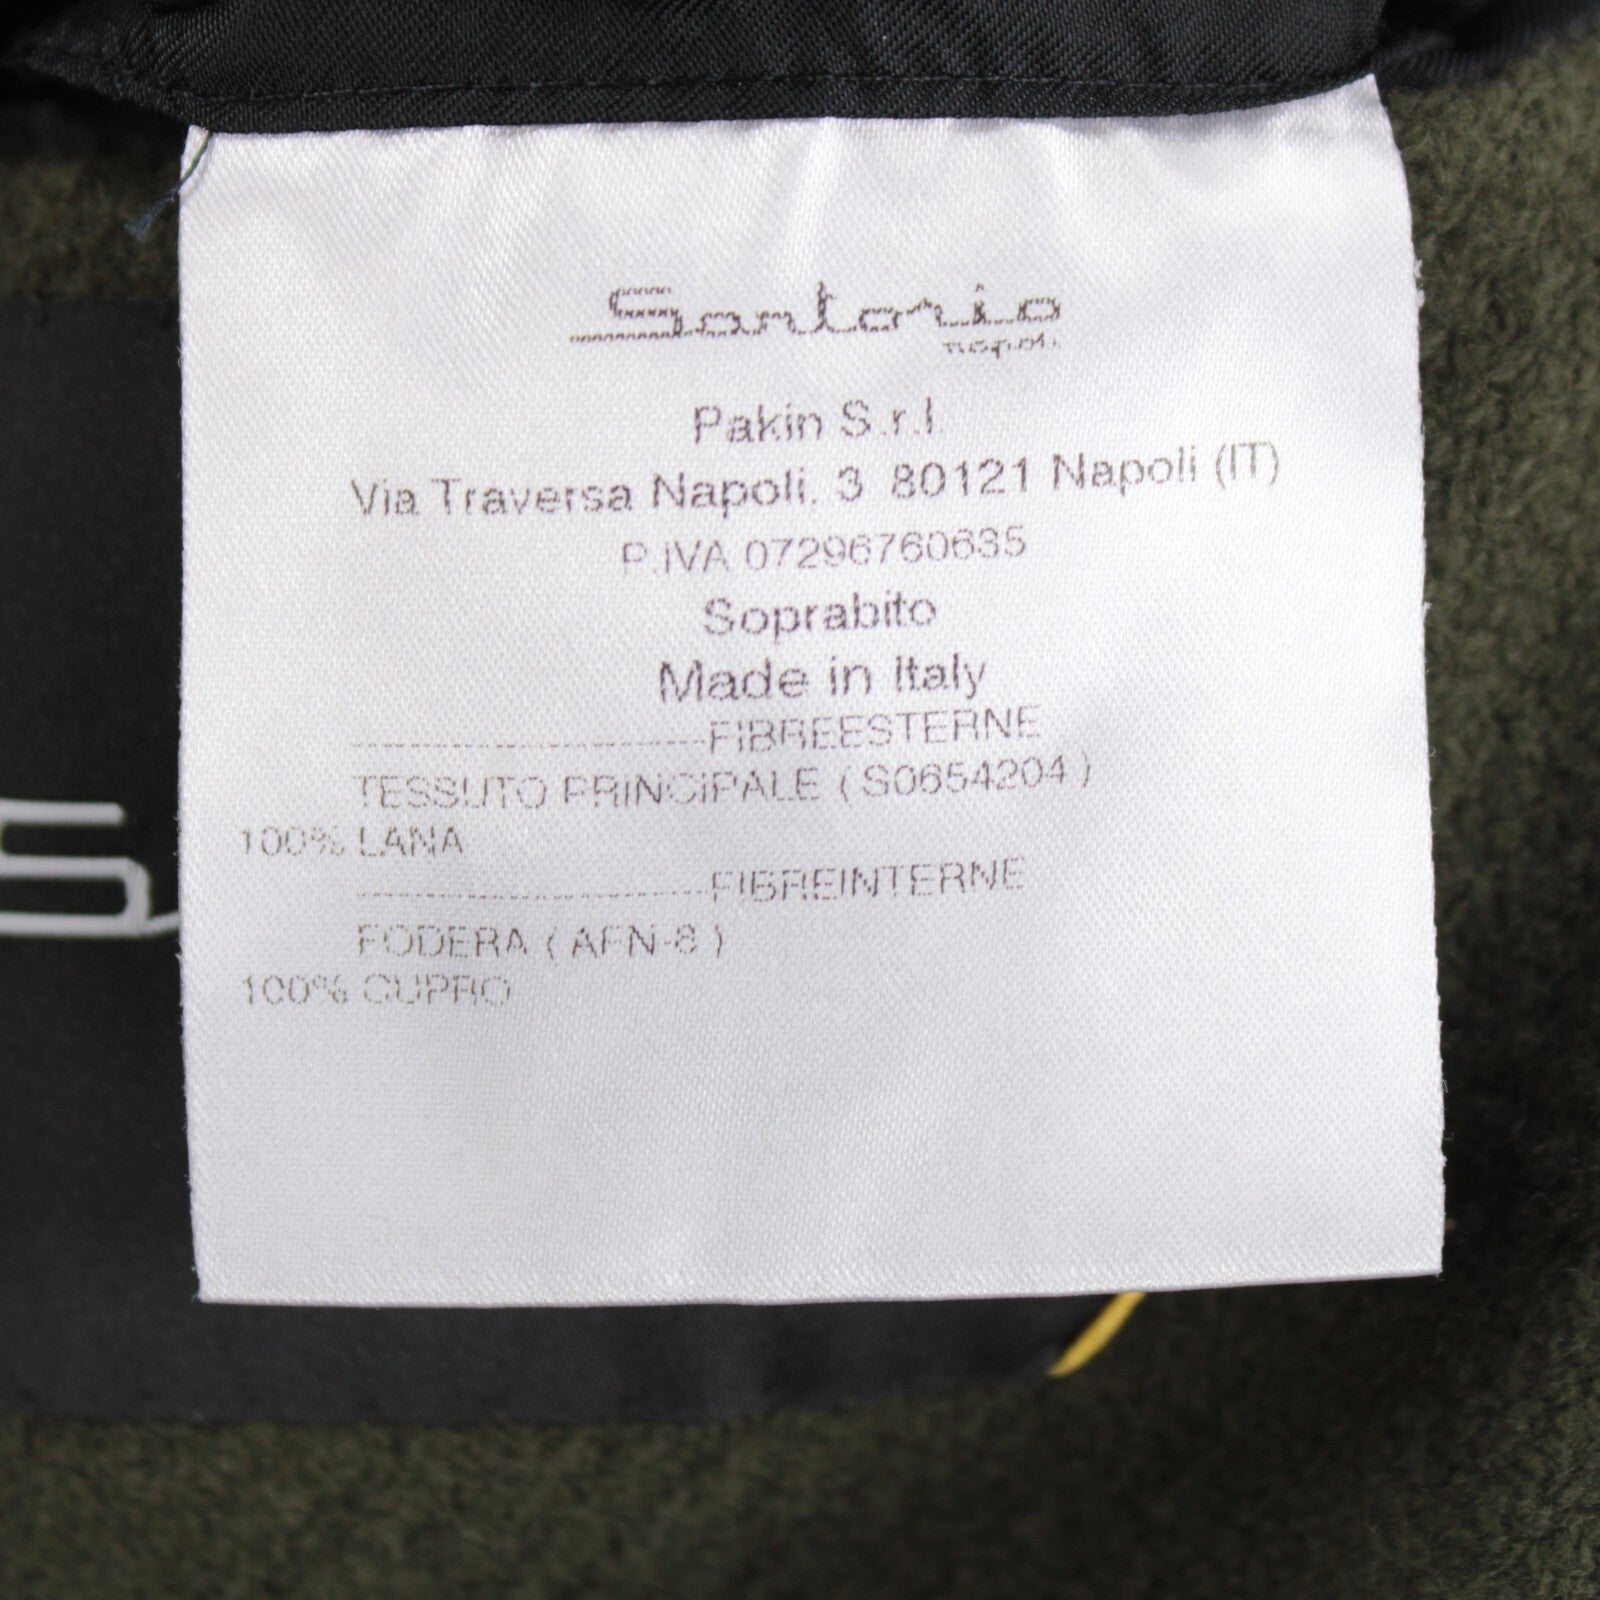 Sartorio
napoli
Pakin S.r.l.
Via Traversa Napoli, 3 80121 Napoli (IT)
P.IVA 07296760635
Soprabito
Made in Italy
------------------------FIBREESTERNE
TESSUTO PRINCIPALE ( S0654204 )
100% LANA
------------------------FIBREINTERNE
FODERA ( AFN-8 )
100% CUPRO